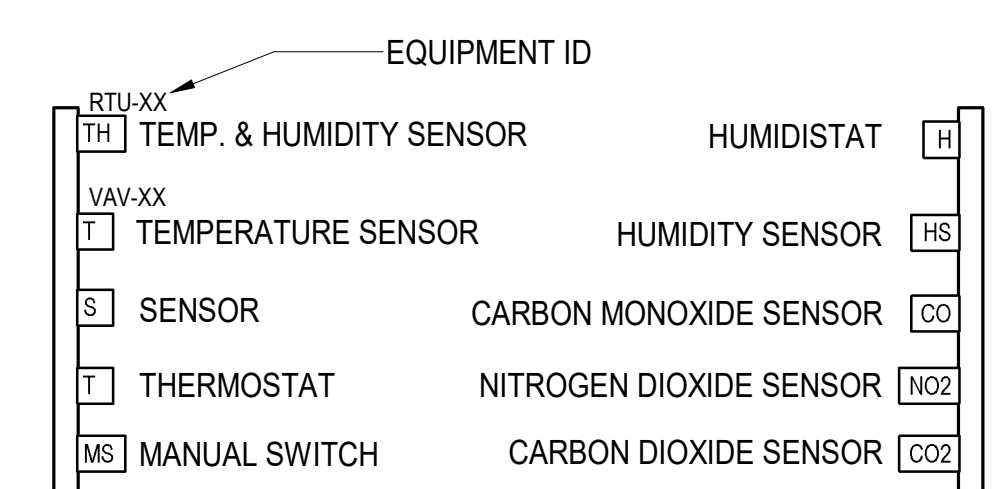 EQUIPMENT ID
RTU-XX
TH TEMP. & HUMIDITY SENSOR HUMIDISTAT H
VAV-XX
T TEMPERATURE SENSOR HUMIDITY SENSOR HS
S SENSOR CARBON MONOXIDE SENSOR CO
T THERMOSTAT NITROGEN DIOXIDE SENSOR NO2
MS MANUAL SWITCH CARBON DIOXIDE SENSOR CO2